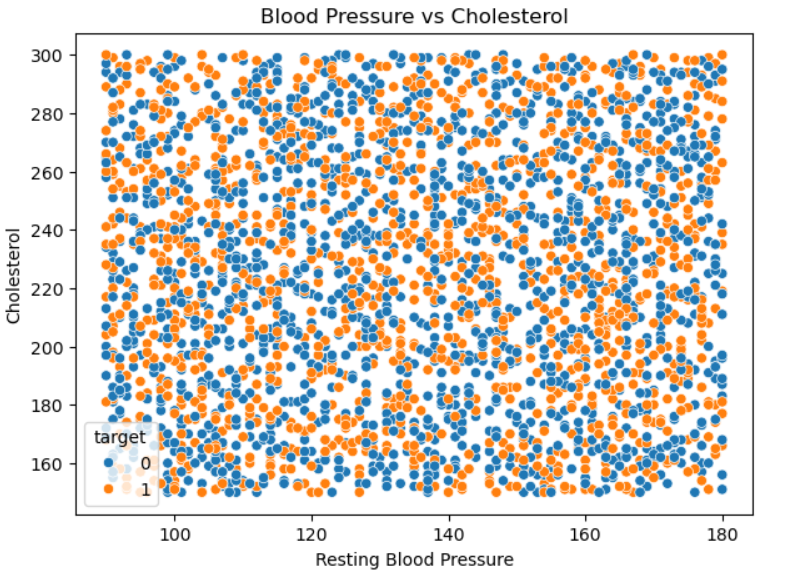 Blood Pressure vs Cholesterol
300
280
260
240
220
200
180
160
Cholesterol
target
0
1
100 120 140 160 180
Resting Blood Pressure